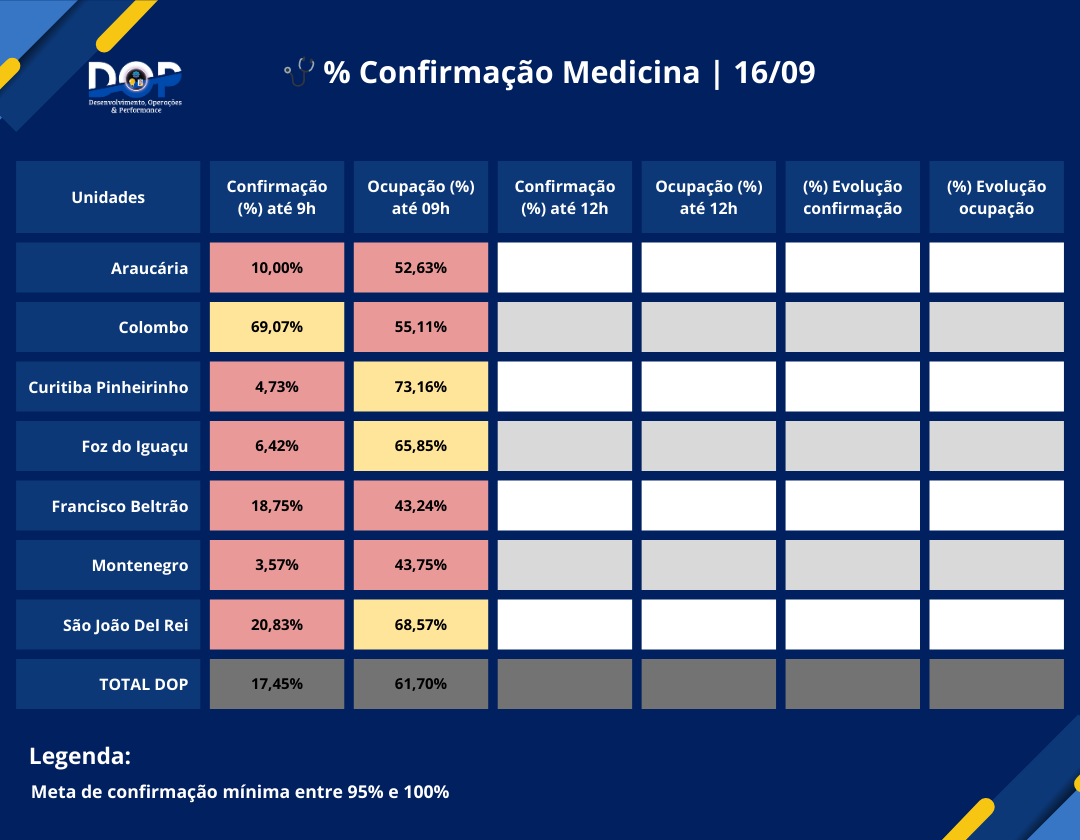 DOP
Desenvolvimento, Operações
& Performance
% Confirmação Medicina | 16/09
Unidades
Confirmação
(%) até 9h
Ocupação (%)
até 09h
Confirmação
(%) até 12h
Ocupação (%)
até 12h
(%) Evolução
confirmação
(%) Evolução
ocupação
Araucária 10,00% 52,63%
Colombo 69,07% 55,11%
Curitiba Pinheirinho 4,73% 73,16%
Foz do Iguaçu 6,42% 65,85%
Francisco Beltrão 18,75% 43,24%
Montenegro 3,57% 43,75%
São João Del Rei 20,83% 68,57%
TOTAL DOP 17,45% 61,70%
Legenda:
Meta de confirmação mínima entre 95% e 100%